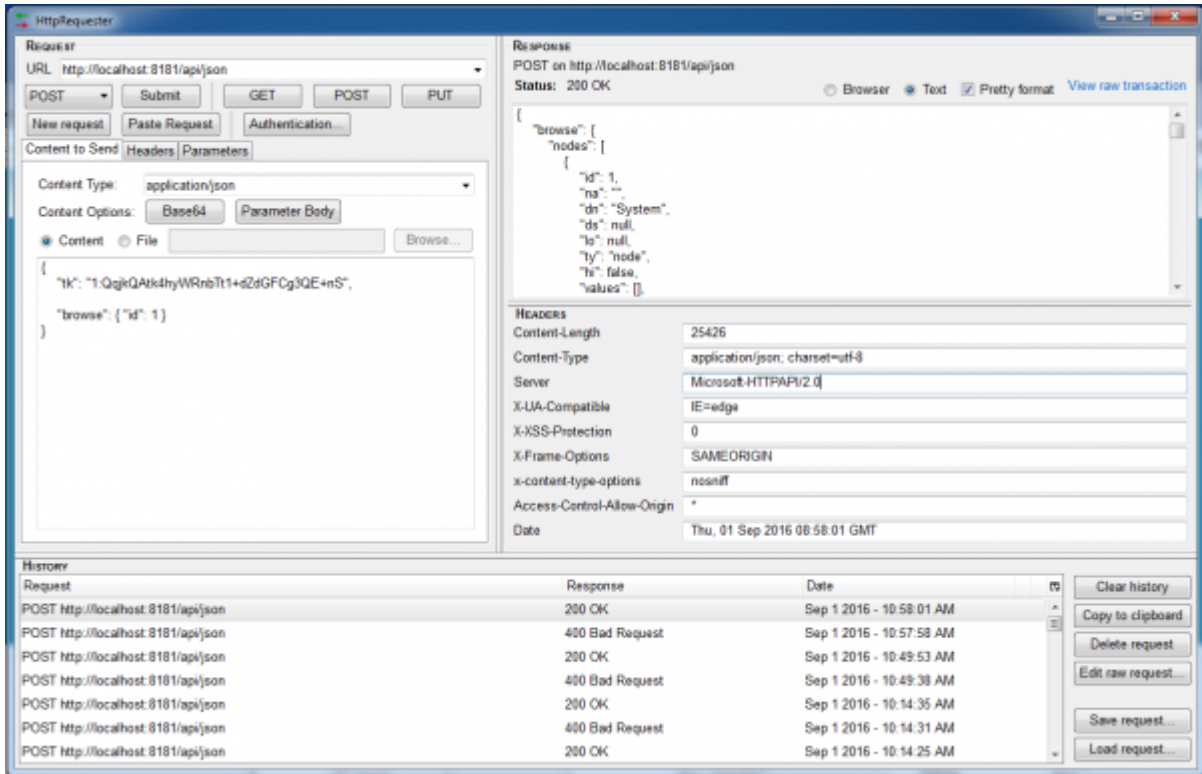 HttpRequester
REQUEST
URL http://localhost:8181/api/json
POST Submit GET POST PUT
New request Paste Request Authentication...
Content to Send Headers Parameters
Content Type: application/json
Content Options: Base64 Parameter Body
Content File Browse...
{
"tk":
"browse": { "id": 1 }
}
RESPONSE
POST on http://localhost:8181/api/json
Status: 200 OK Browser Text Pretty format View raw transaction
{
"browse": {
"nodes": [
{
"id": 1,
"na": "",
"dn": "System",
"ds": null,
"lo": null,
"ty": "node",
"hi": false,
"values": [],
HEADERS
Content-Length 25426
Content-Type application/json; charset=utf-8
Server Microsoft-HTTPAPI/2.0
X-UA-Compatible IE=edge
X-XSS-Protection 0
X-Frame-Options SAMEORIGIN
x-content-type-options nosniff
Access-Control-Allow-Origin *
Date Thu, 01 Sep 2016 08:58:01 GMT
HISTORY
Request Response Date
POST http://localhost:8181/api/json 200 OK Sep 1 2016 - 10:58:01 AM
POST http://localhost:8181/api/json 400 Bad Request Sep 1 2016 - 10:57:58 AM
POST http://localhost:8181/api/json 200 OK Sep 1 2016 - 10:49:53 AM
POST http://localhost:8181/api/json 400 Bad Request Sep 1 2016 - 10:49:38 AM
POST http://localhost:8181/api/json 200 OK Sep 1 2016 - 10:14:35 AM
POST http://localhost:8181/api/json 400 Bad Request Sep 1 2016 - 10:14:31 AM
POST http://localhost:8181/api/json 200 OK Sep 1 2016 - 10:14:25 AM
Clear history
Copy to clipboard
Delete request
Edit raw request...
Save request...
Load request...